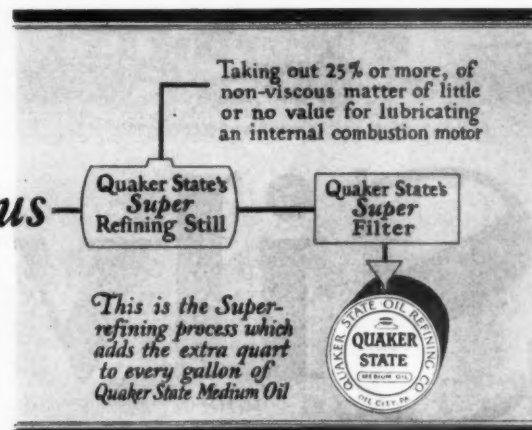 Taking out 25% or more, of
non-viscous matter of little
or no value for lubricating
an internal combustion motor
us
Quaker State's
Super
Refining Still
Quaker State's
Super
Filter
This is the Super-
refining process which
adds the extra quart
to every gallon of
Quaker State Medium Oil
QUAKER STATE OIL REFINING CO
QUAKER
STATE
MEDIUM OIL
OIL CITY, PA